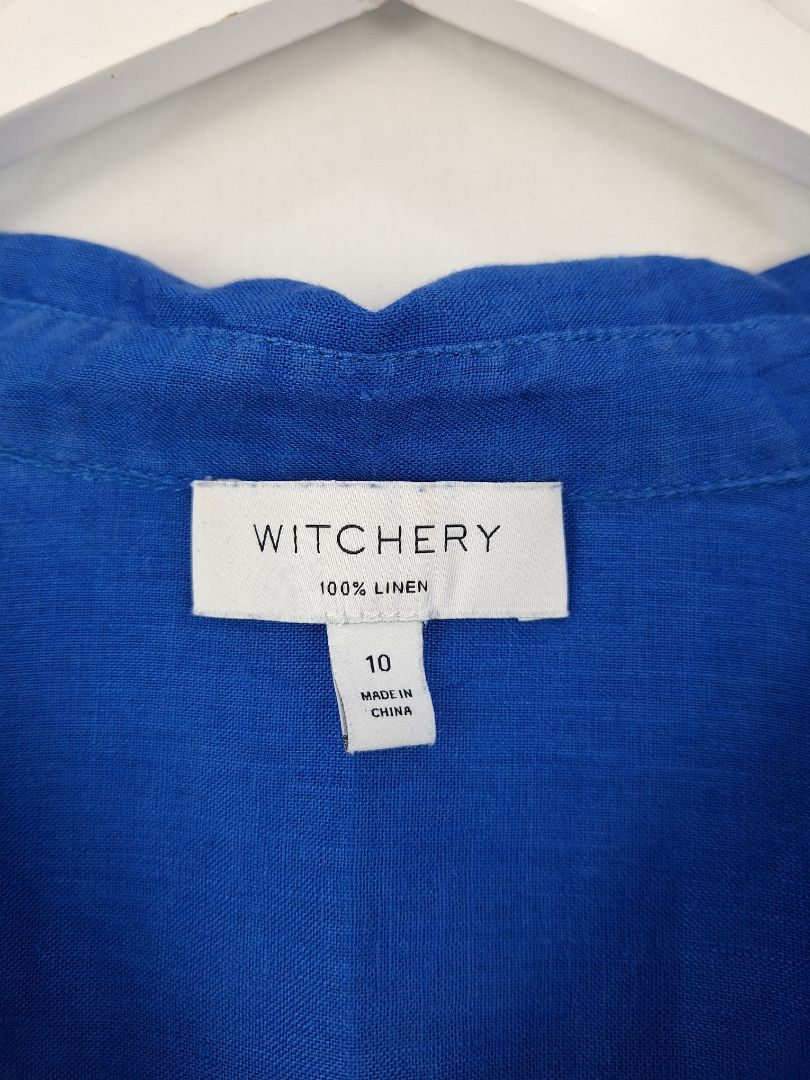 WITCHERY
100% LINEN
10
MADE IN
CHINA